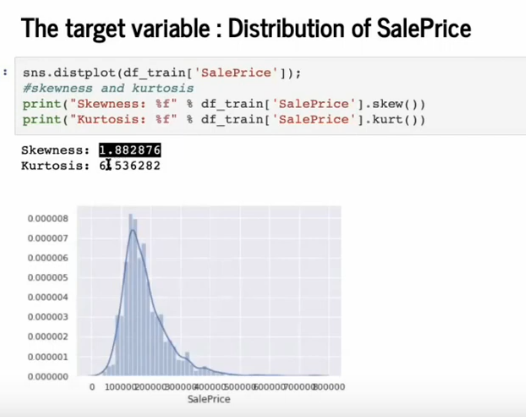 The target variable : Distribution of SalePrice
:
sns.distplot(df_train['SalePrice']);
#skewness and kurtosis
print("Skewness: %f" % df_train['SalePrice'].skew())
print("Kurtosis: %f" % df_train['SalePrice'].kurt())
Skewness: 1.882876
Kurtosis: 6.536282
0.000008
0.000007
0.000006
0.000005
0.000004
0.000003
0.000002
0.000001
0.000000
0 100000 200000 300000 400000 500000 600000 700000 800000
SalePrice